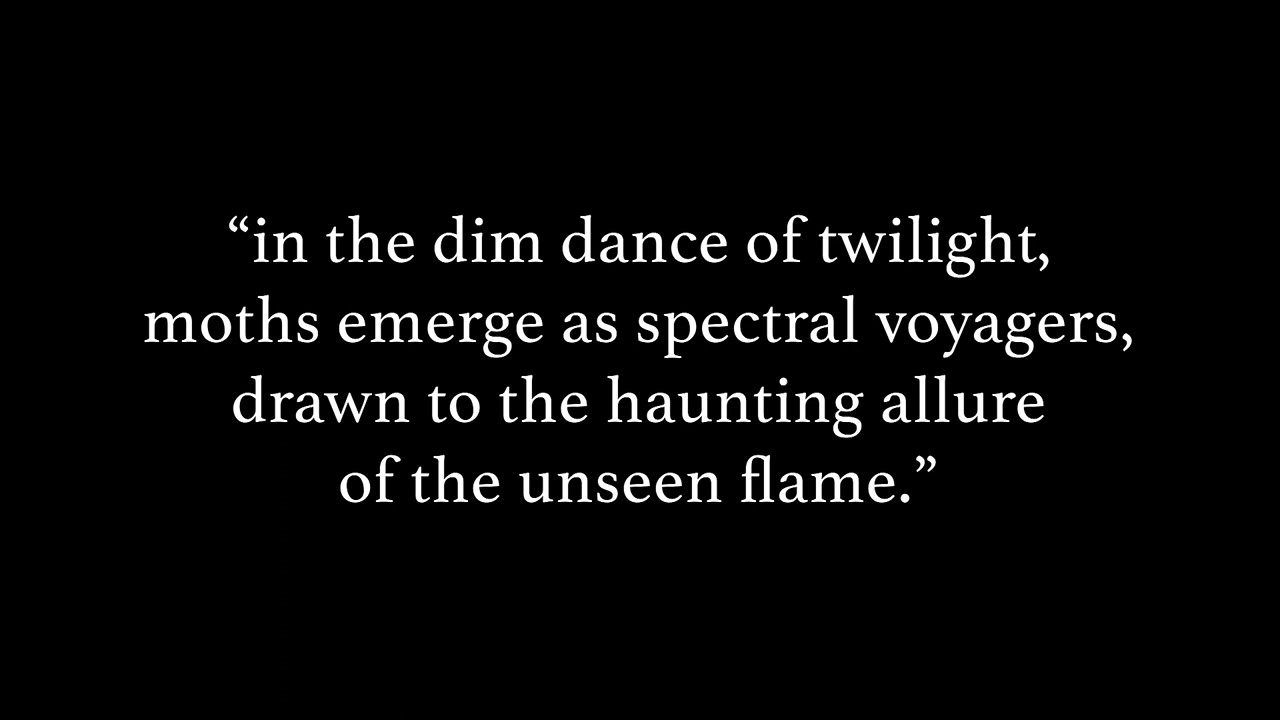 “in the dim dance of twilight,
moths emerge as spectral voyagers,
drawn to the haunting allure
of the unseen flame.”